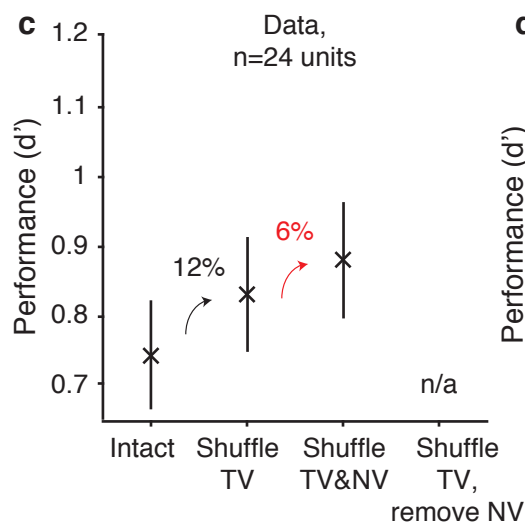 c
Data,
n=24 units
d
Performance (d')
1.2
1.1
1
0.9
0.8
0.7
12%
6%
n/a
Intact
Shuffle
TV
Shuffle
TV&NV
Shuffle
TV,
remove NV
Performance (d')